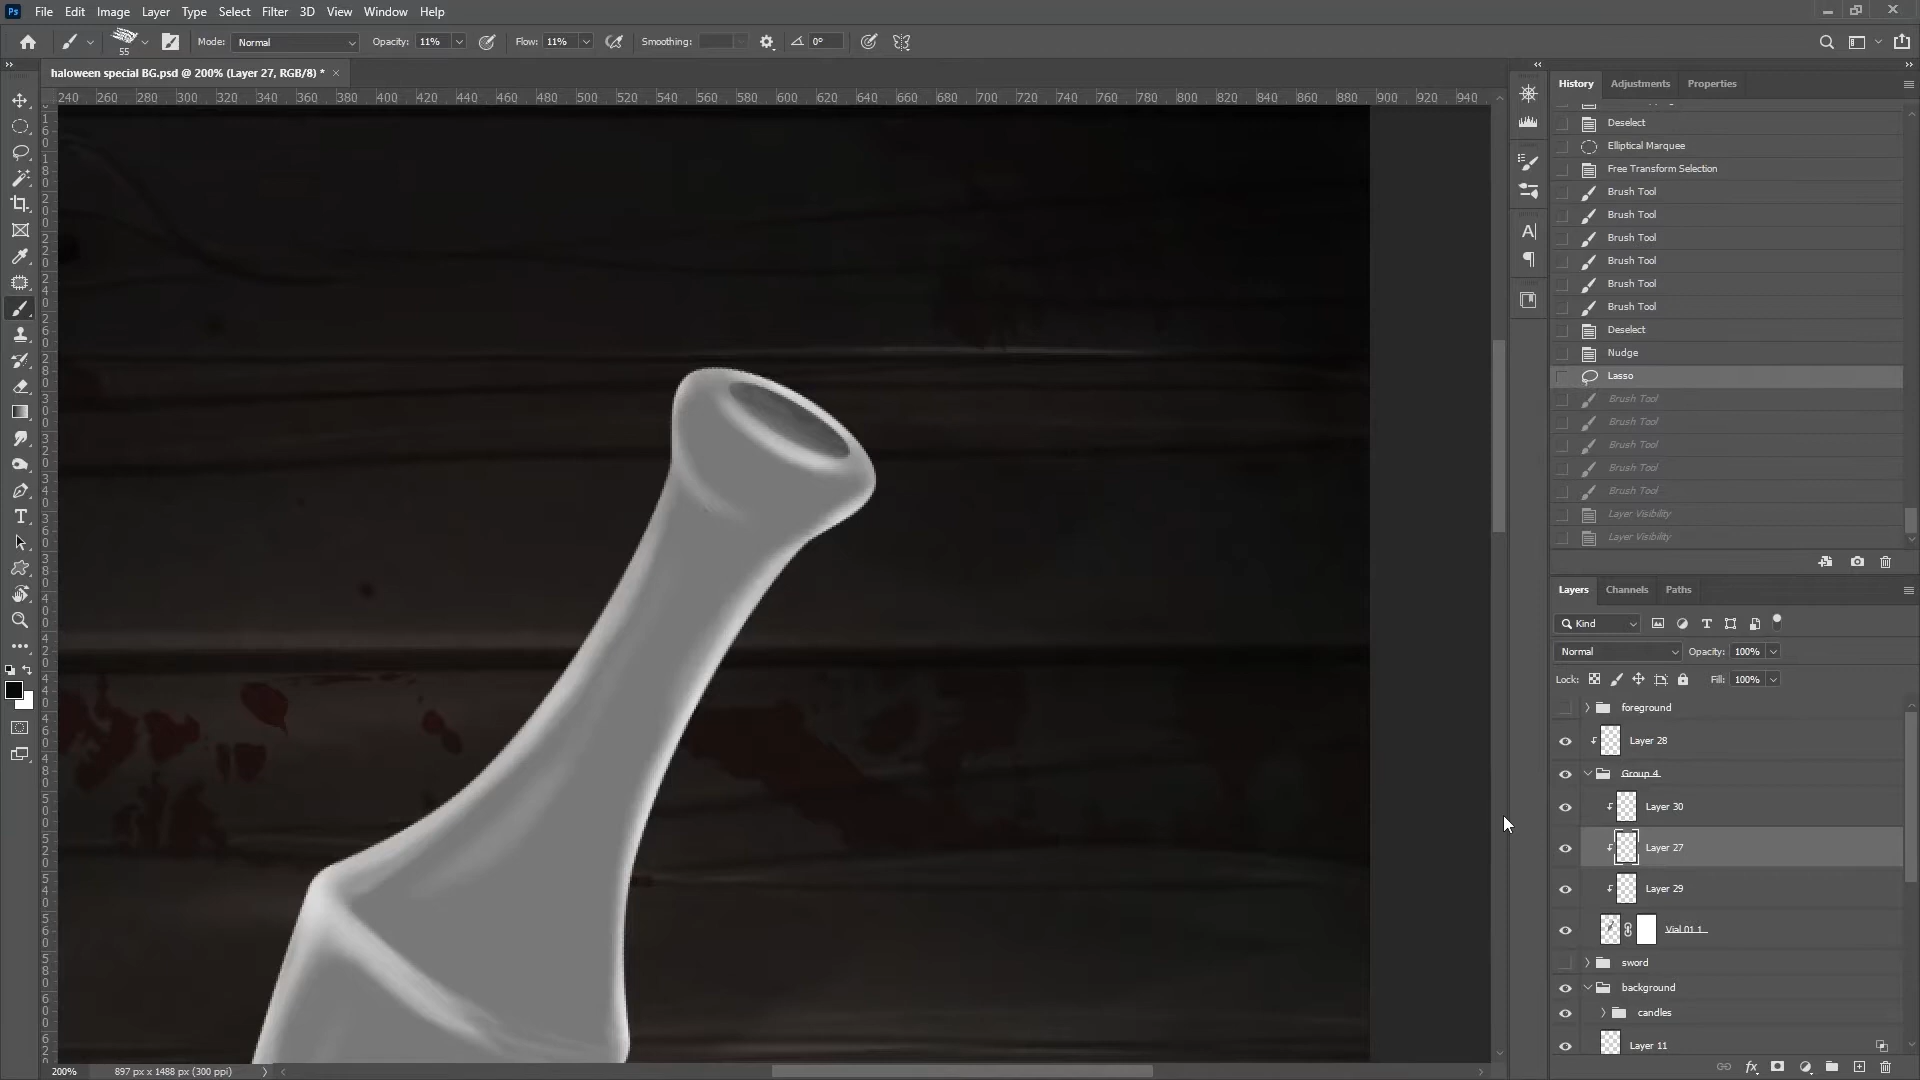 Ps File Edit Image Layer Type Select Filter 3D View Window Help
55 Mode: Normal Opacity: 11% Flow: 11% Smoothing: 0°
haloween special BG.psd @ 200% (Layer 27, RGB/8) * ×
240 260 280 300 320 340 360 380 400 420 440 460 480 500 520 540 560 580 600 620 640 660 680 700 720 740 760 780 800 820 840 860 880 900 920 940
History Adjustments Properties
Deselect
Elliptical Marquee
Free Transform Selection
Brush Tool
Brush Tool
Brush Tool
Brush Tool
Brush Tool
Brush Tool
Deselect
Nudge
Lasso
Brush Tool
Brush Tool
Brush Tool
Brush Tool
Brush Tool
Layer Visibility
Layer Visibility
Layers Channels Paths
Kind
Normal Opacity: 100%
Lock: Fill: 100%
foreground
Layer 28
Group 4
Layer 30
Layer 27
Layer 29
Vial 01 1
sword
background
candles
Layer 11
200% 897 px x 1488 px (300 ppi)